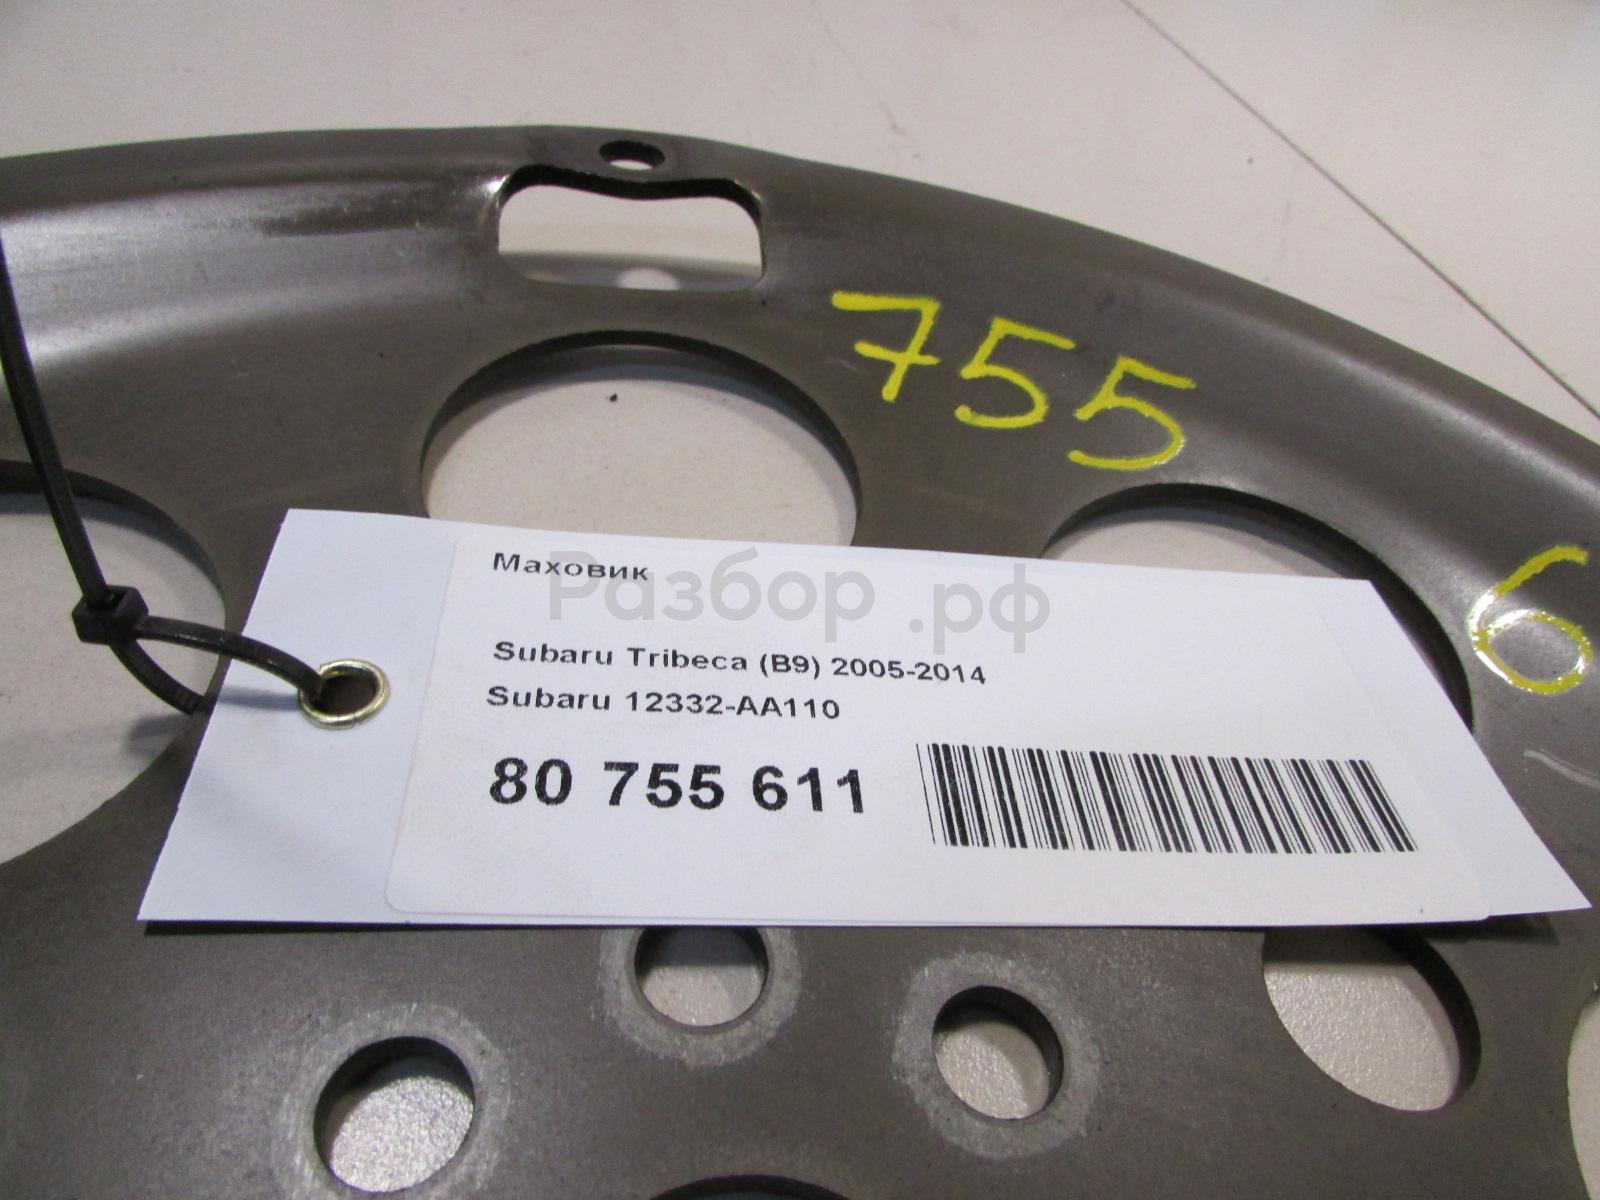 755
6
Маховик
Разбор.рф
Subaru Tribeca (B9) 2005-2014
Subaru 12332-AA110
80 755 611